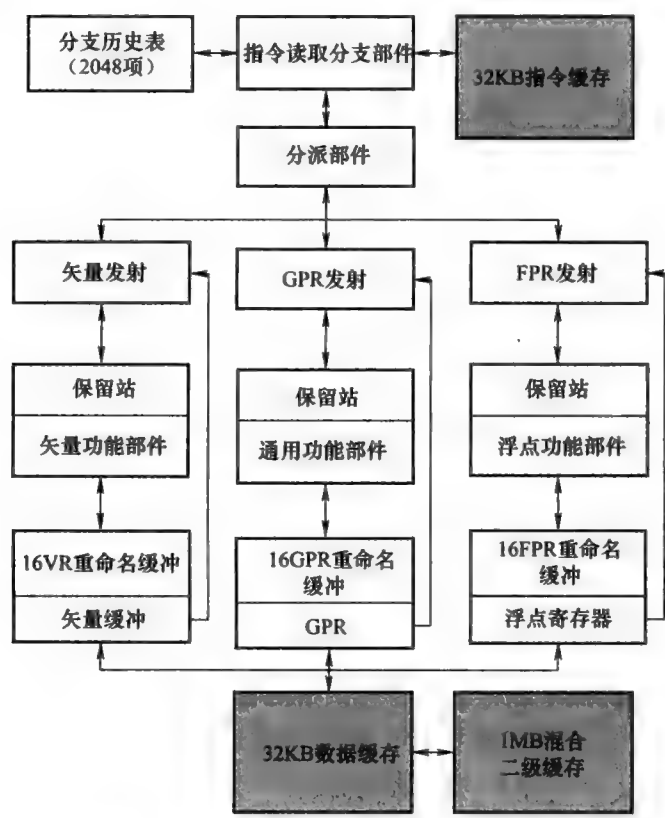 分支历史表
（2048项）
指令读取分支部件
32KB指令缓存
分派部件
矢量发射
GPR发射
FPR发射
保留站
矢量功能部件
保留站
通用功能部件
保留站
浮点功能部件
16VR重命名缓冲
矢量缓冲
16GPR重命名
缓冲
GPR
16FPR重命名
缓冲
浮点寄存器
32KB数据缓存
1MB混合
二级缓存